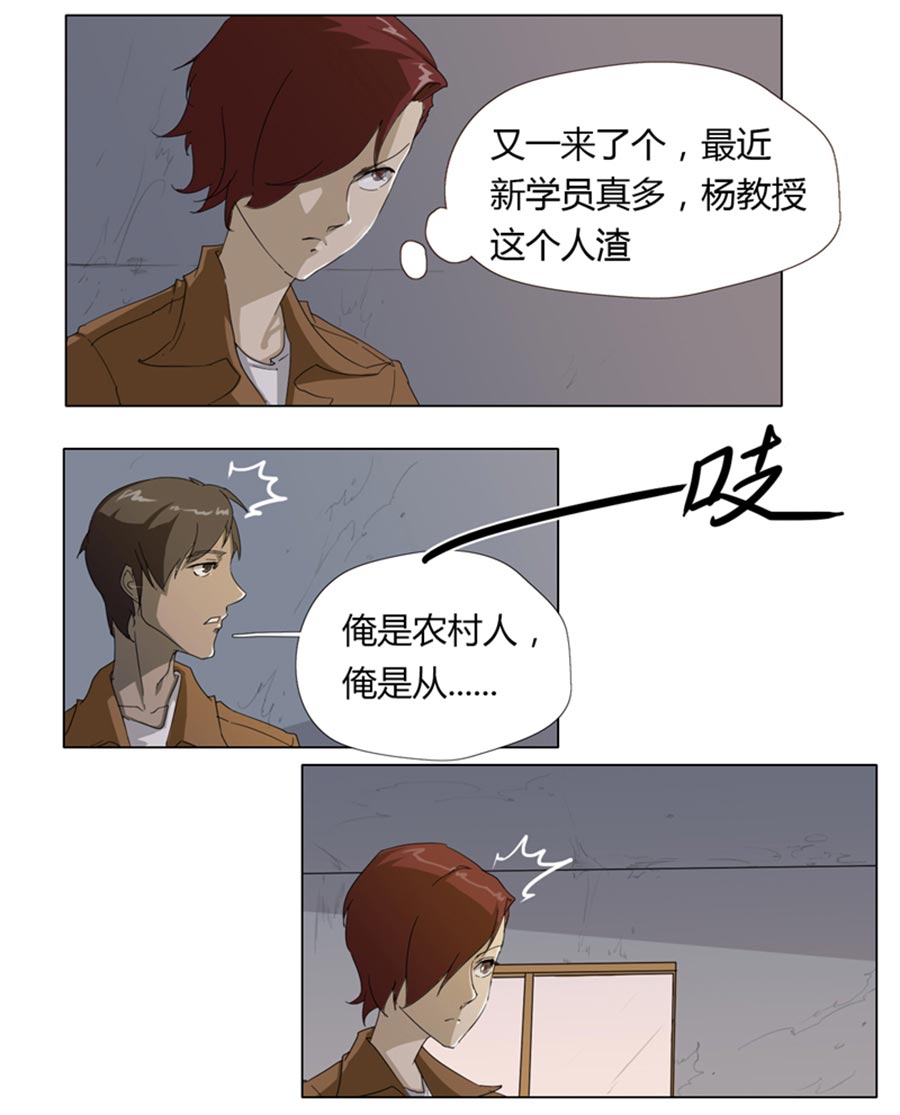 又一来了个，最近
新学员真多，杨教授
这个人渣
吱
俺是农村人，
俺是从......